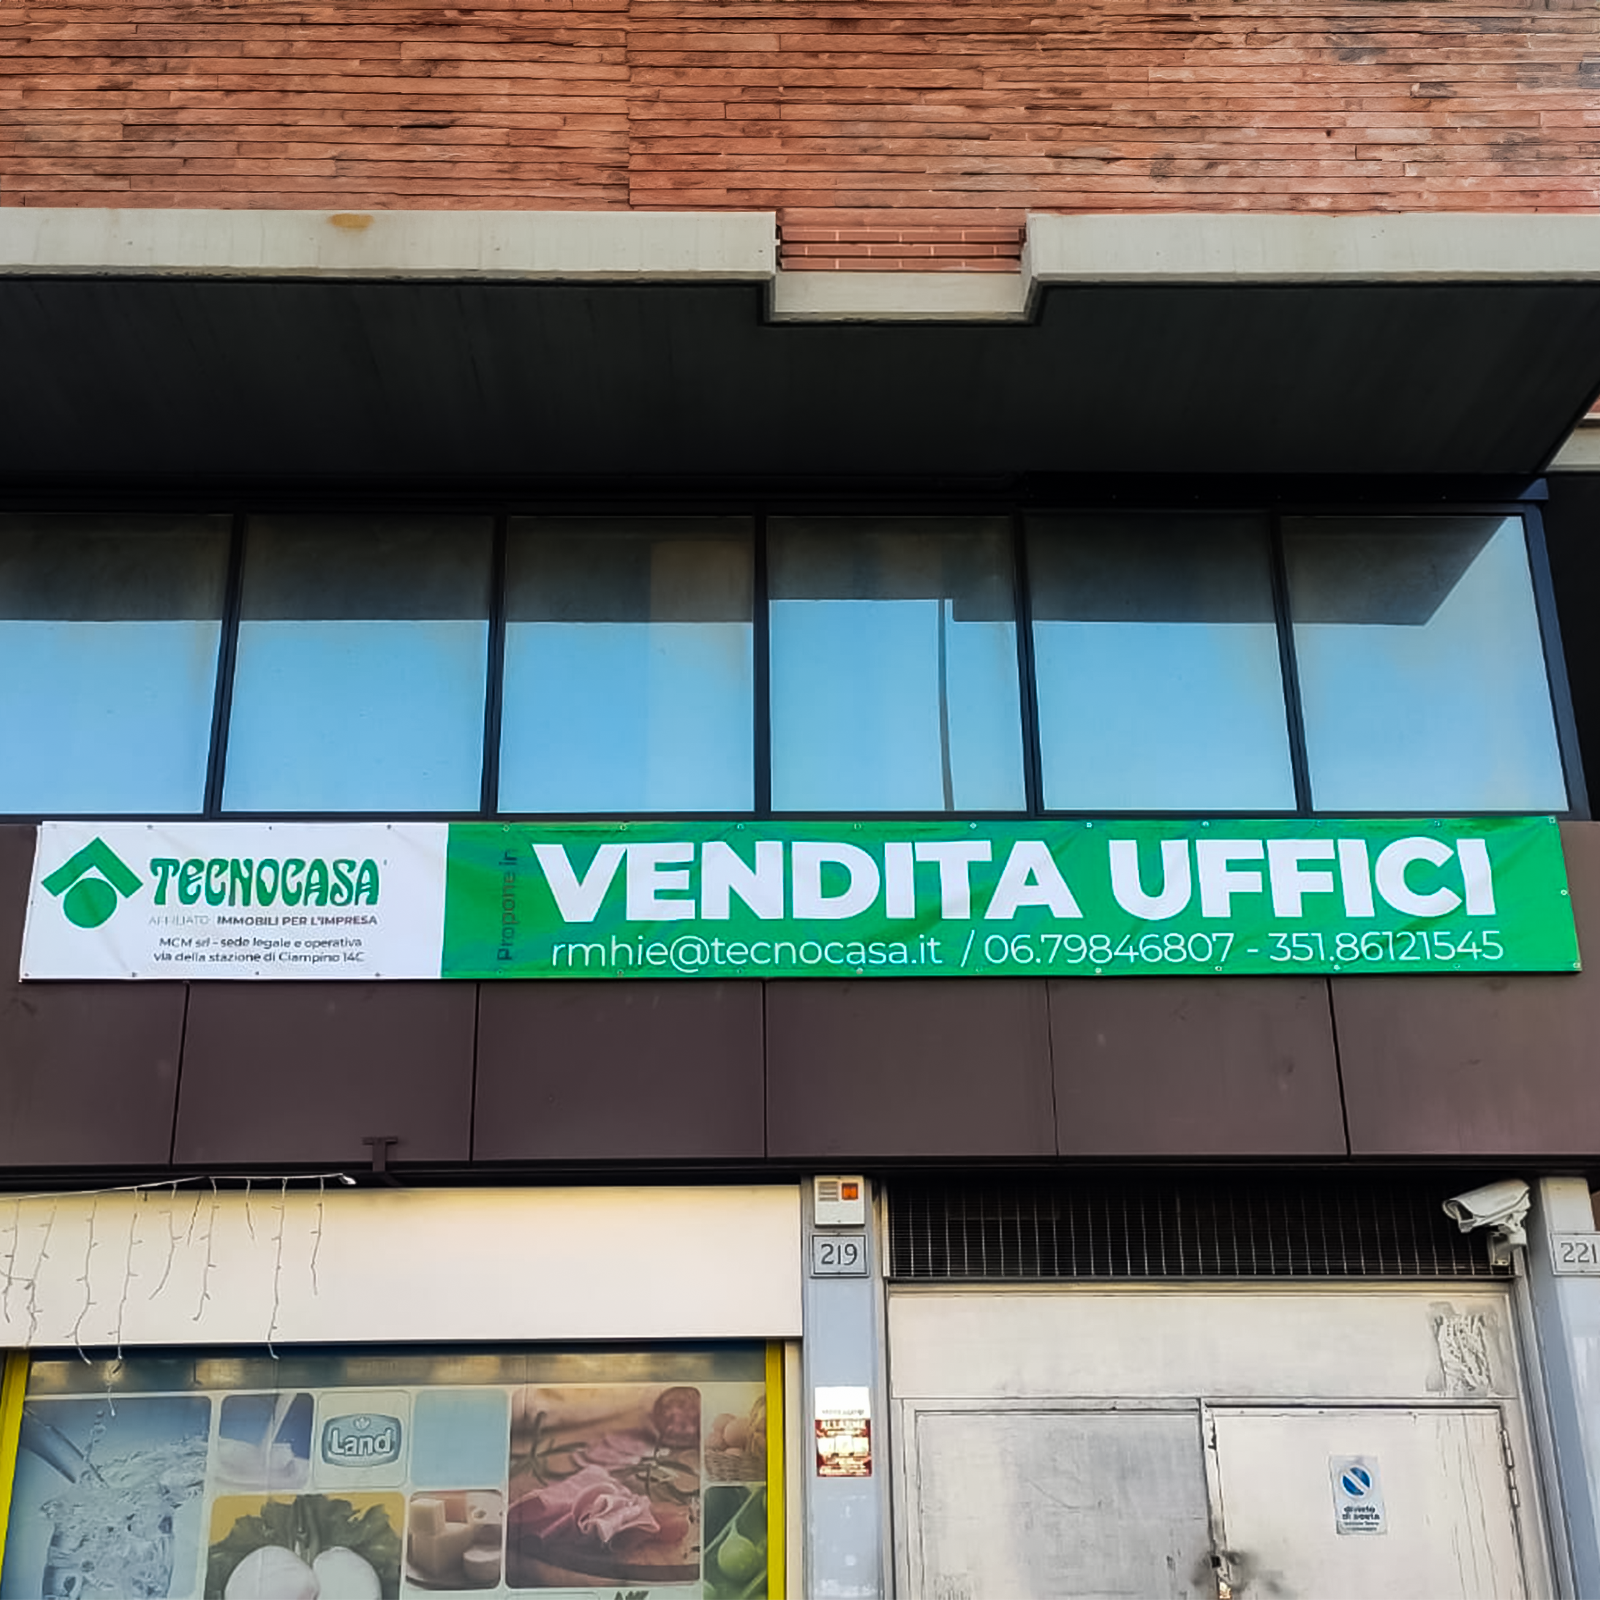 TECNOCASA
AFFILIATO: IMMOBILI PER L'IMPRESA
MCM srl - sede legale e operativa
via della stazione di Ciampino 14C
Propone in
VENDITA UFFICI
rmhie@tecnocasa.it / 06.79846807 - 351.86121545
219
221
Land
ALLARME
divieto
di sosta